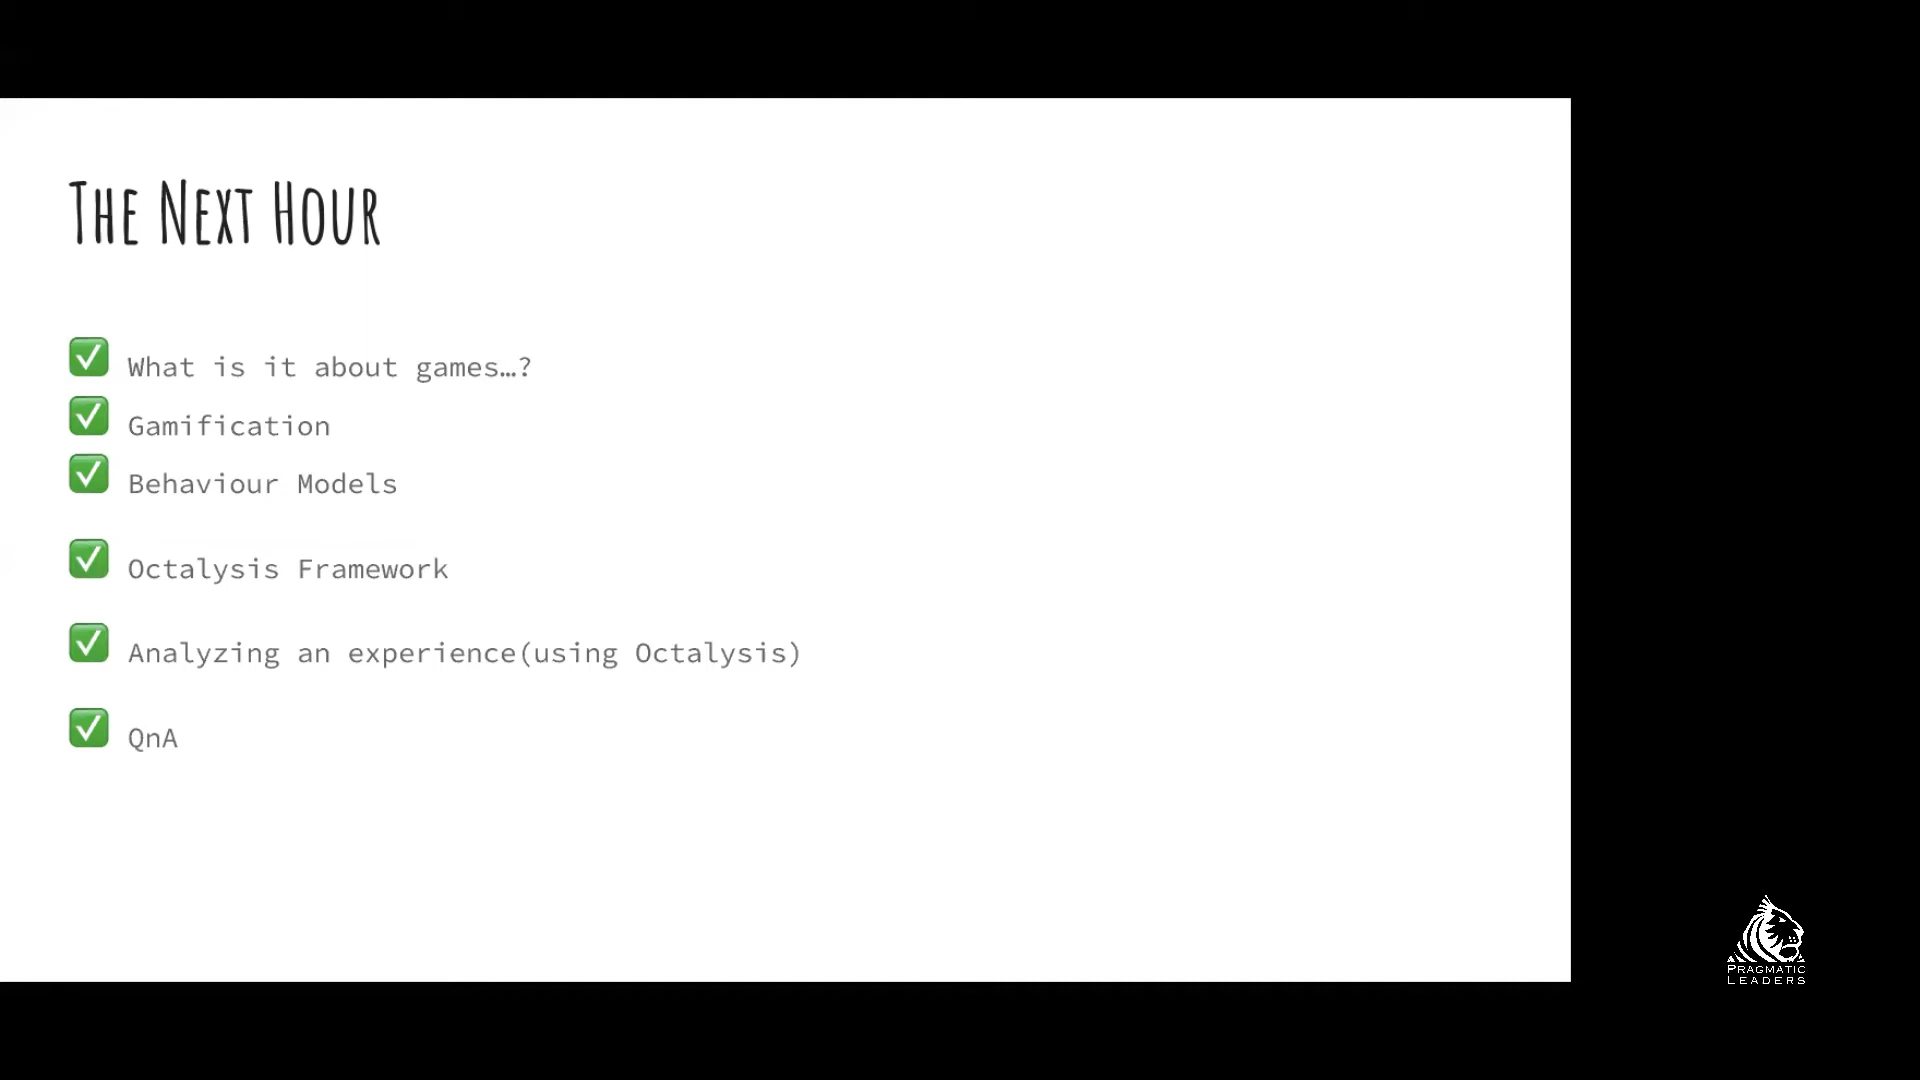 The Next Hour
✅ What is it about games…?
✅ Gamification
✅ Behaviour Models
✅ Octalysis Framework
✅ Analyzing an experience(using Octalysis)
✅ QnA
PRAGMATIC
LEADERS